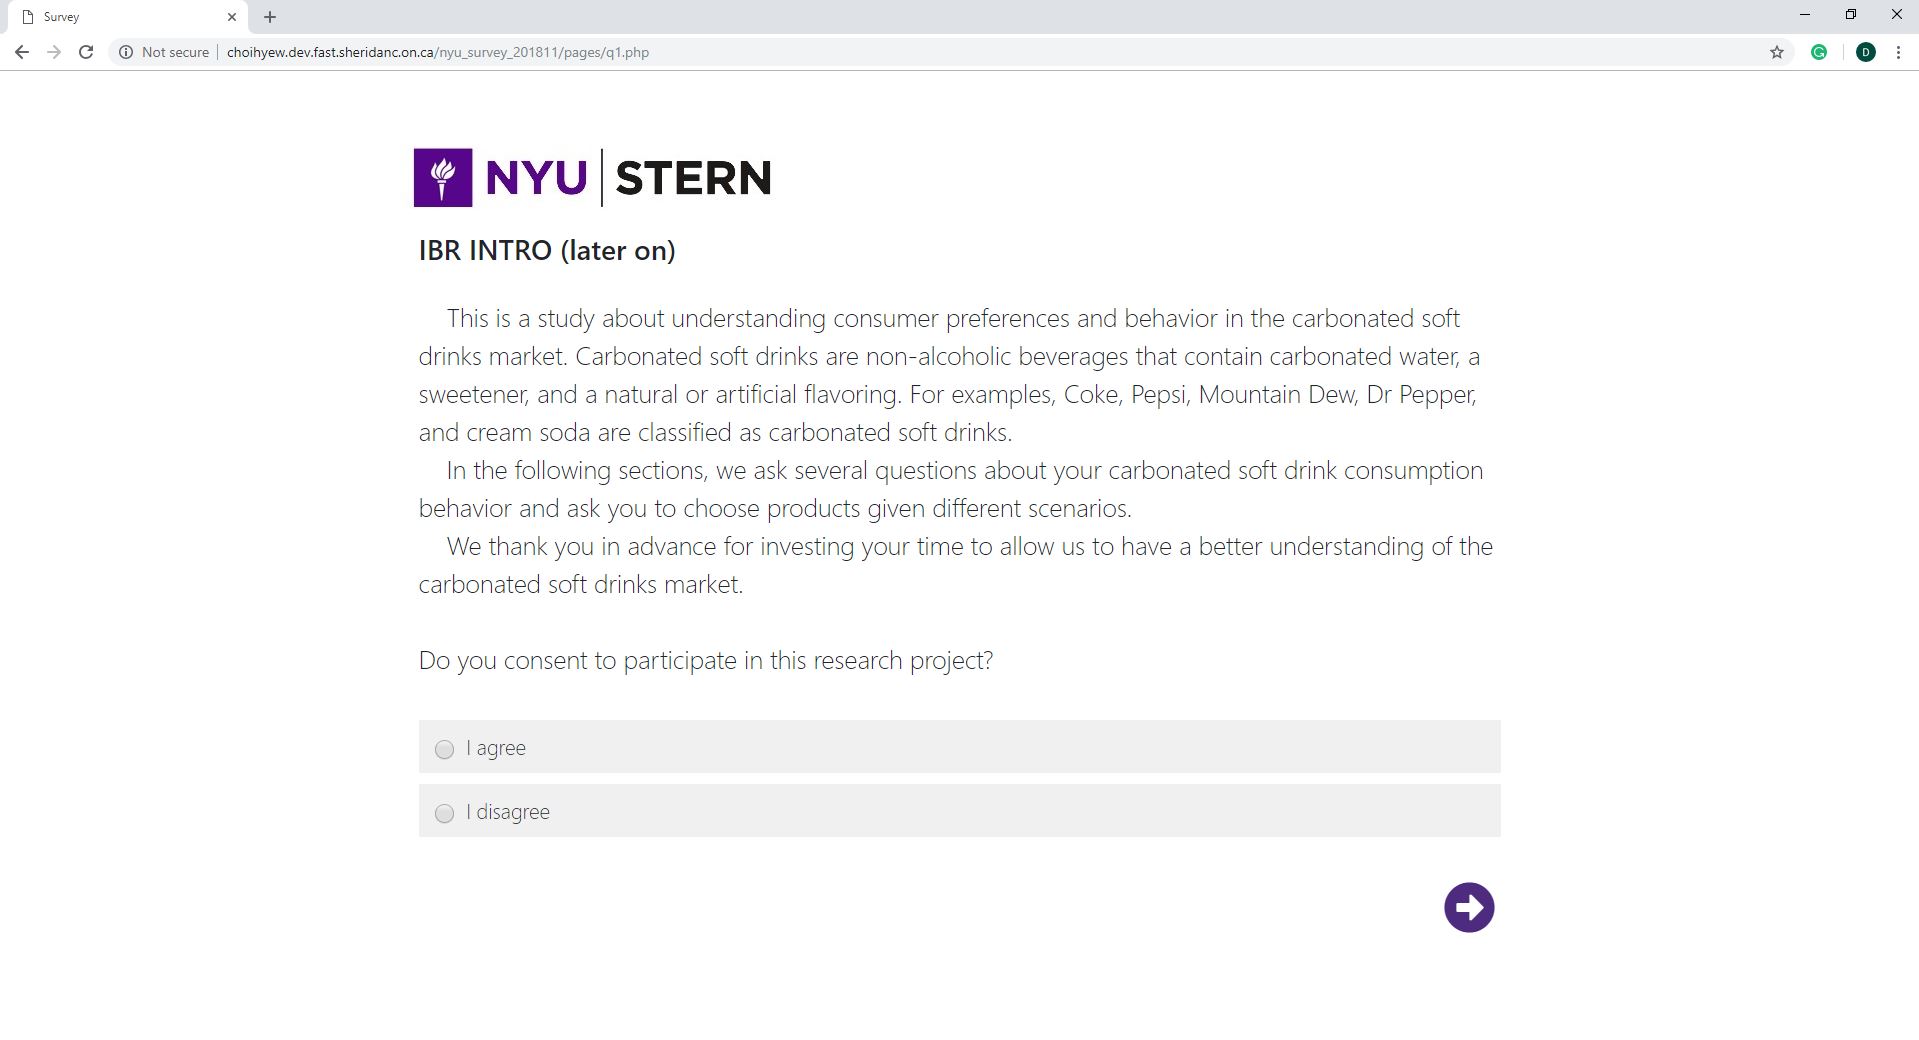 Survey
Not secure choihyew.dev.fast.sheridanc.on.ca/nyu_survey_201811/pages/q1.php
D
NYU STERN
IBR INTRO (later on)
This is a study about understanding consumer preferences and behavior in the carbonated soft
drinks market. Carbonated soft drinks are non-alcoholic beverages that contain carbonated water, a
sweetener, and a natural or artificial flavoring. For examples, Coke, Pepsi, Mountain Dew, Dr Pepper,
and cream soda are classified as carbonated soft drinks.
In the following sections, we ask several questions about your carbonated soft drink consumption
behavior and ask you to choose products given different scenarios.
We thank you in advance for investing your time to allow us to have a better understanding of the
carbonated soft drinks market.
Do you consent to participate in this research project?
I agree
I disagree